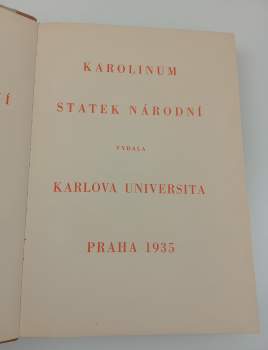 KAROLINUM
STATEK NÁRODNÍ
VYDALA
KARLOVA UNIVERSITA
PRAHA 1935